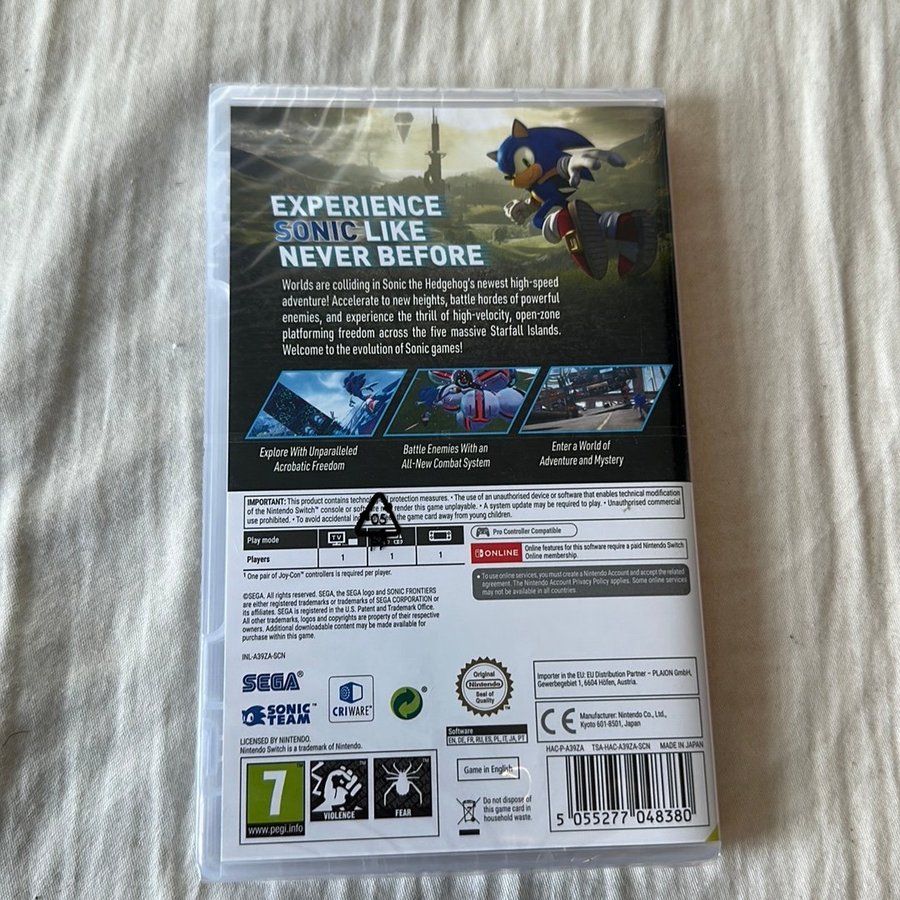 EXPERIENCE
SONIC™ LIKE
NEVER BEFORE
Worlds are colliding in Sonic the Hedgehog's newest high-speed
adventure! Accelerate to new heights, battle hordes of powerful
enemies, and experience the thrill of high-velocity, open-zone
platforming freedom across the five massive Starfall Islands.
Welcome to the evolution of Sonic games!
Explore With Unparalleled
Acrobatic Freedom
Battle Enemies With an
All-New Combat System
Enter a World of
Adventure and Mystery
IMPORTANT: This product contains protection measures. • The use of an unauthorised device or software that enables technical modification
of the Nintendo Switch™ console or software render this game unplayable. • A system update may be required to play. • Unauthorised commercial
use prohibited. • To avoid accidental the game card away from young children.
05
PP
Play mode
TV
Players
1
1
1
¹ One pair of Joy-Con™ controllers is required per player.
Pro Controller Compatible
ONLINE
Online features for this software require a paid Nintendo Switch
Online membership.
• To use online services, you must create a Nintendo Account and accept the related
agreement. The Nintendo Account Privacy Policy applies. Some online services
may not be available in all countries.
©SEGA. All rights reserved. SEGA, the SEGA logo and SONIC FRONTIERS
are either registered trademarks or trademarks of SEGA CORPORATION or
its affiliates. SEGA is registered in the U.S. Patent and Trademark Office.
All other trademarks, logos and copyrights are property of their respective
owners. Additional downloadable content may be made available for
purchase within this game.
INL-A39ZA-SCN
SEGA®
SONIC
TEAM™
CRIWARE™
®
Original
Nintendo
Seal of
Quality
Importer in the EU: EU Distribution Partner – PLAION GmbH,
Gewerbegebiet 1, 6604 Höfen, Austria.
CE
Manufacturer: Nintendo Co., Ltd.,
Kyoto 601-8501, Japan
LICENSED BY NINTENDO.
Nintendo Switch is a trademark of Nintendo.
Software
EN, DE, FR, RU, ES, PL, IT, JA, PT
HAC-P-A39ZA TSA-HAC-A39ZA-SCN MADE IN JAPAN
7
www.pegi.info
VIOLENCE
FEAR
Game in English
Do not dispose of
this game card in
household waste.
5 055277 048380